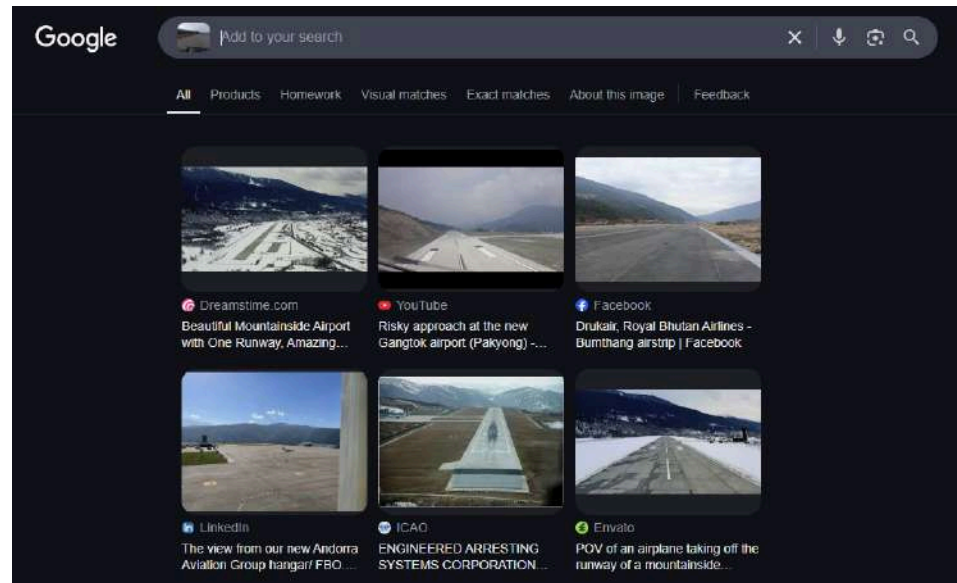 Google
Add to your search
All Products Homework Visual matches Exact matches About this image Feedback
Dreamstime.com
Beautiful Mountainside Airport
with One Runway, Amazing...
YouTube
Risky approach at the new
Gangtok airport (Pakyong) -...
Facebook
Drukair, Royal Bhutan Airlines -
Bumthang airstrip | Facebook
LinkedIn
The view from our new Andorra
Aviation Group hangar/ FBO....
ICAO
ENGINEERED ARRESTING
SYSTEMS CORPORATION...
Envato
POV of an airplane taking off the
runway of a mountainside...